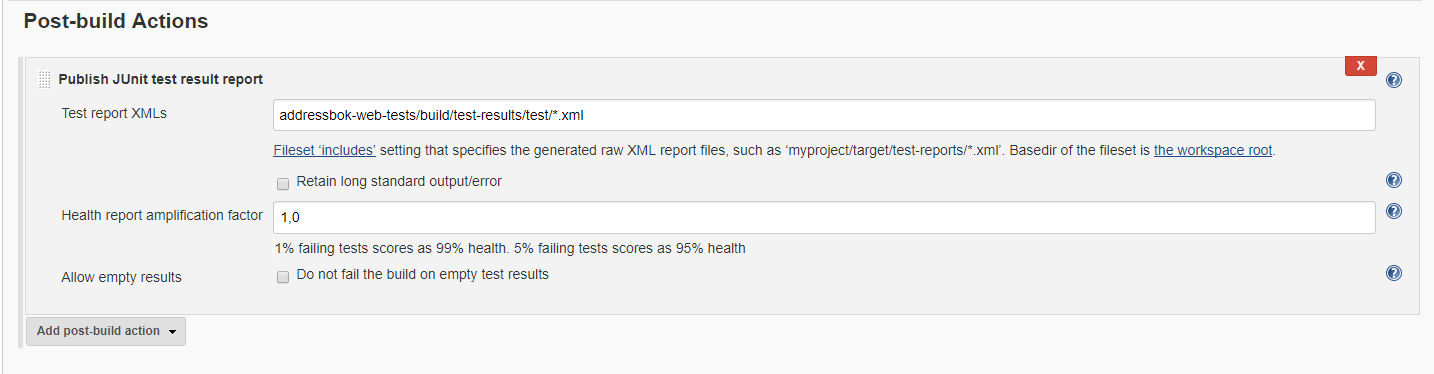 Post-build Actions
X
Publish JUnit test result report
?
Test report XMLs
addressbok-web-tests/build/test-results/test/*.xml
Fileset ‘includes’ setting that specifies the generated raw XML report files, such as ‘myproject/target/test-reports/*.xml’. Basedir of the fileset is the workspace root.
Retain long standard output/error
?
Health report amplification factor
1,0
?
1% failing tests scores as 99% health. 5% failing tests scores as 95% health
Allow empty results
Do not fail the build on empty test results
?
Add post-build action